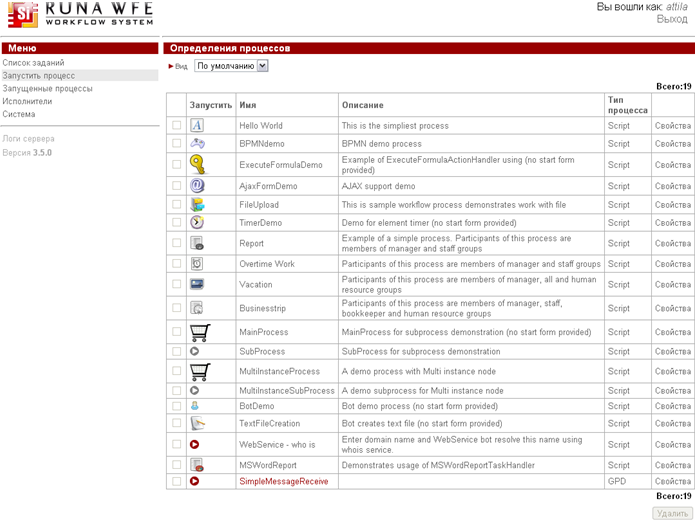 RUNA WFE
WORKFLOW SYSTEM
Вы вошли как: attila
Выход
Меню
Список заданий
Запустить процесс
Запущенные процессы
Исполнители
Система
Логи сервера
Версия 3.5.0
Определения процессов
Вид По умолчанию
Всего:19
Запустить Имя Описание Тип процесса
Hello World This is the simpliest process Script Свойства
BPMNdemo BPMN demo process Script Свойства
ExecuteFormulaDemo Example of ExecuteFormulaActionHandler using (no start form
provided) Script Свойства
AjaxFormDemo AJAX support demo Script Свойства
FileUpload This is sample workflow process demonstrates work with file Script Свойства
TimerDemo Demo for element timer (no start form provided) Script Свойства
Report Example of a simple process. Participants of this process are
members of manager and staff groups Script Свойства
Overtime Work Participants of this process are members of manager and staff groups Script Свойства
Vacation Participants of this process are members of manager, all and human
resource groups Script Свойства
Businesstrip Participants of this process are members of manager, staff,
bookkeeper and human resource groups Script Свойства
MainProcess MainProcess for subprocess demonstration (no start form provided) Script Свойства
SubProcess SubProcess for subprocess demonstration Script Свойства
MultiInstanceProcess A demo process with Multi instance node Script Свойства
MultiInstanceSubProcess A demo subprocess for Multi instance node Script Свойства
BotDemo Bot demo process (no start form provided) Script Свойства
TextFileCreation Bot creates text file (no start form provided) Script Свойства
WebService - who is Enter domain name and WebService bot resolve this name using
whois service. Script Свойства
MSWordReport Demonstrates usage of MSWordReportTaskHandler Script Свойства
SimpleMessageReceive GPD Свойства
Всего:19
Удалить